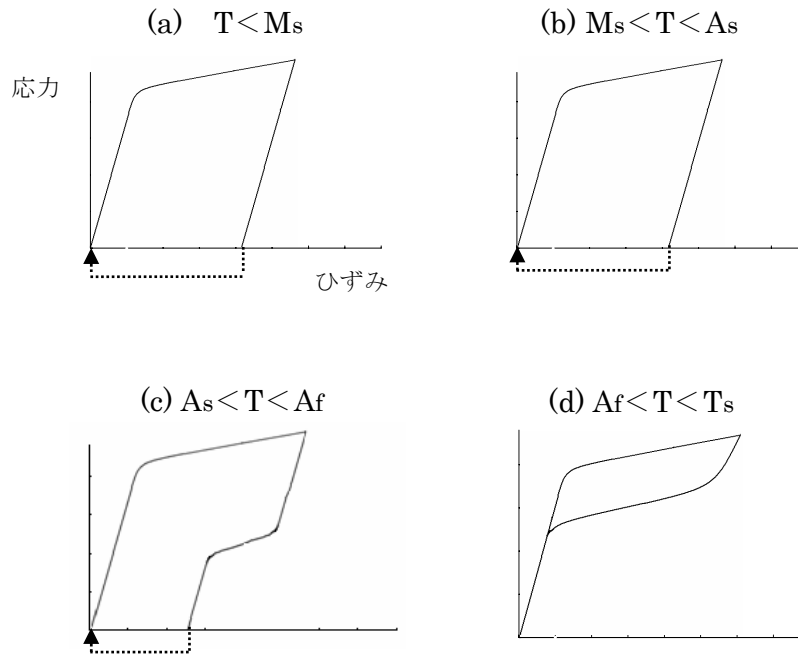 (a) T＜Ms
(b) Ms＜T＜As
応力
ひずみ
(c) As＜T＜Af
(d) Af＜T＜Ts